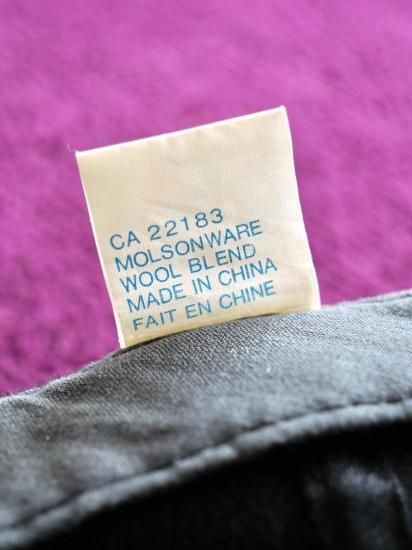 CA 22183
MOLSONWARE
WOOL BLEND
MADE IN CHINA
FAIT EN CHINE